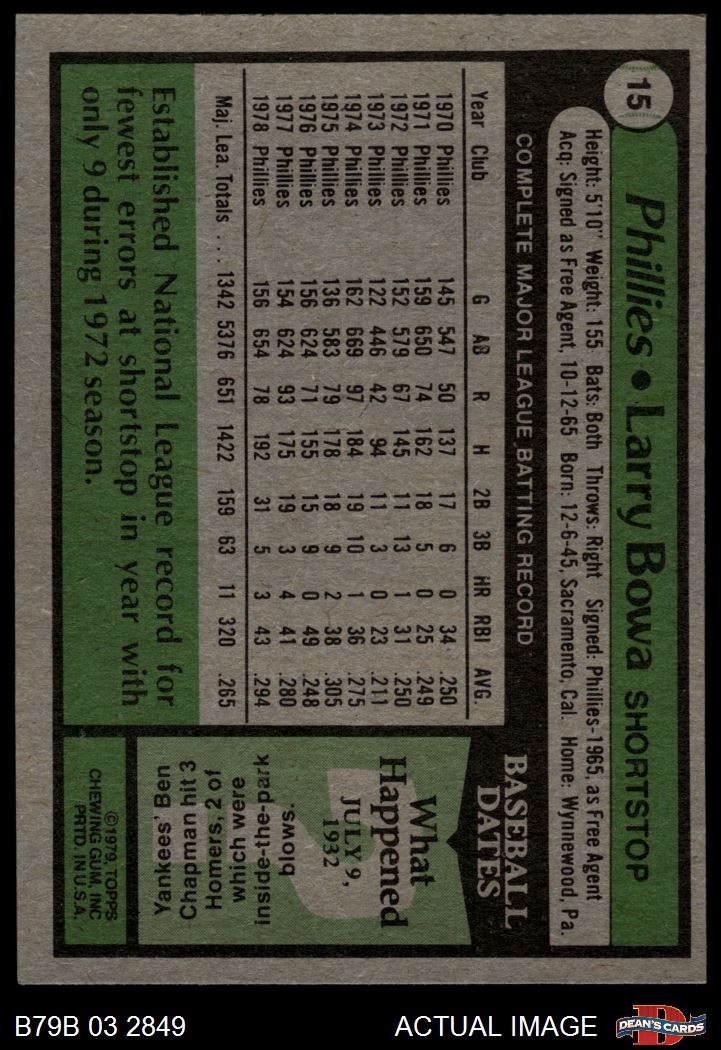 15
Phillies • Larry Bowa SHORTSTOP
Height: 5'10" Weight: 155 Bats: Both Throws: Right Signed: Phillies-1965, as Free Agent
Acq: Signed as Free Agent, 10-12-65 Born: 12-6-45, Sacramento, Cal. Home: Wynnewood, Pa.
COMPLETE MAJOR LEAGUE BATTING RECORD
Year Club G AB R H 2B 3B HR RBI AVG.
1970 Phillies 145 547 50 137 17 6 0 34 .250
1971 Phillies 159 650 74 162 18 5 0 25 .249
1972 Phillies 152 579 67 145 11 13 1 31 .250
1973 Phillies 122 446 42 94 11 3 0 23 .211
1974 Phillies 162 669 97 184 19 10 1 36 .275
1975 Phillies 136 583 79 178 18 9 2 38 .305
1976 Phillies 156 624 71 155 15 9 0 49 .248
1977 Phillies 154 624 93 175 19 3 4 41 .280
1978 Phillies 156 654 78 192 31 5 3 43 .294
Maj. Lea. Totals . . . 1342 5376 651 1422 159 63 11 320 .265
Established National League record for
fewest errors at shortstop in year with
only 9 during 1972 season.
BASEBALL
DATES
What
Happened
JULY 9,
1932
Yankees' Ben
Chapman hit 3
Homers, 2 of
which were
inside-the-park
blows.
©1979, TOPPS
CHEWING GUM, INC
PRTD. IN U.S.A.
B79B 03 2849
ACTUAL IMAGE
D
DEAN'S CARDS